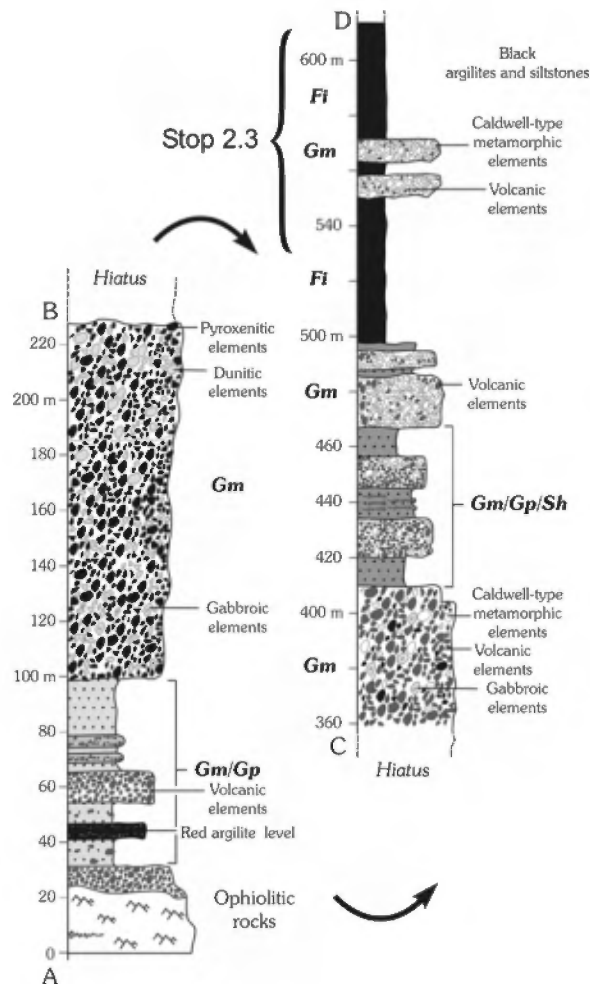 D
600 m
Black
argilites and siltstones
Fi
Stop 2.3
Gm
Caldwell-type
metamorphic
elements
Volcanic
elements
540
Fi
500 m
Gm
Volcanic
elements
460
440
Gm/Gp/Sh
420
400 m
Caldwell-type
metamorphic
elements
Volcanic
elements
Gm
Gabbroic
elements
360
C
Hiatus
Hiatus
B
220
Pyroxenitic
elements
Dunitic
elements
200 m
180
Gm
160
140
Gabbroic
elements
120
100 m
80
Gm/Gp
60
Volcanic
elements
Red argilite level
40
20
Ophiolitic
rocks
0
A